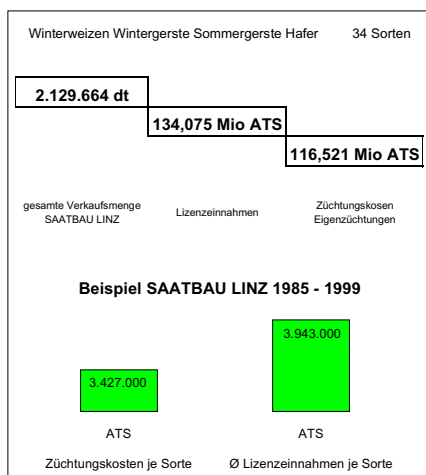 Winterweizen Wintergerste Sommergerste Hafer 34 Sorten
2.129.664 dt
134,075 Mio ATS
116,521 Mio ATS
gesamte Verkaufsmenge
SAATBAU LINZ
Lizenzeinnahmen
Züchtungskosen
Eigenzüchtungen
Beispiel SAATBAU LINZ 1985 - 1999
3.427.000
3.943.000
ATS
ATS
Züchtungskosten je Sorte
Ø Lizenzeinnahmen je Sorte